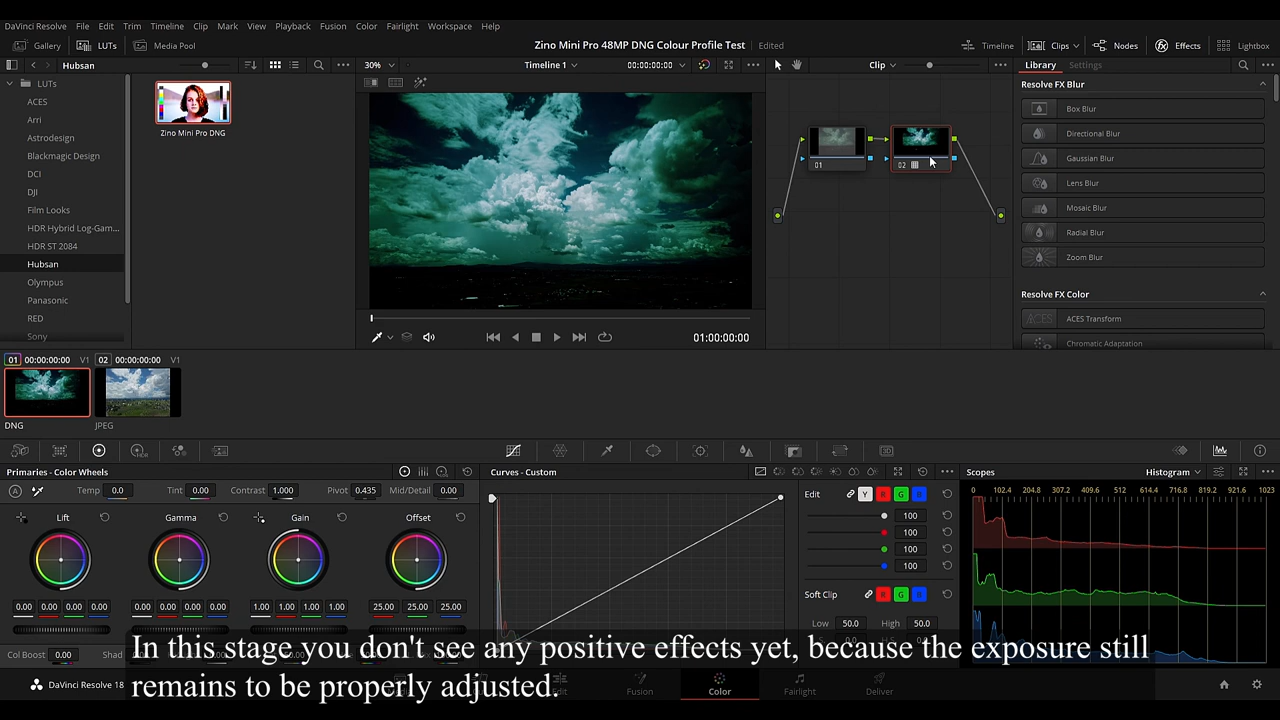 DaVinci Resolve File Edit Trim Timeline Clip Mark View Playback Fusion Color Fairlight Workspace Help
Gallery LUTs Media Pool Zino Mini Pro 48MP DNG Colour Profile Test Edited Timeline Clips Nodes Effects Lightbox
Hubsan 30% Timeline 1 00:00:00:00 Clip Library Settings
LUTs
ACES
Arri
Astrodesign
Blackmagic Design
DCI
DJI
Film Looks
HDR Hybrid Log-Gam...
HDR ST 2084
Hubsan
Olympus
Panasonic
RED
Sony
Zino Mini Pro DNG
01:00:00:00
01
02
Resolve FX Blur
Box Blur
Directional Blur
Gaussian Blur
Lens Blur
Mosaic Blur
Radial Blur
Zoom Blur
Resolve FX Color
ACES Transform
Chromatic Adaptation
01 00:00:00:00 V1 02 00:00:00:00 V1
DNG JPEG
Primaries - Color Wheels
Temp 0.0 Tint 0.00 Contrast 1.000 Pivot 0.435 Mid/Detail 0.00
Lift Gamma Gain Offset
0.00 0.00 0.00 0.00 0.00 0.00 0.00 0.00 1.00 1.00 1.00 1.00 25.00 25.00 25.00
Col Boost 0.00 Shad
Curves - Custom
Edit Y R G B
100
100
100
100
Soft Clip R G B
Low 50.0 High 50.0
Scopes Histogram
0 102.4 204.8 307.2 409.6 512 614.4 716.8 819.2 921.6 1023
In this stage you don't see any positive effects yet, because the exposure still
remains to be properly adjusted.
DaVinci Resolve 18 Edit Fusion Color Fairlight Deliver